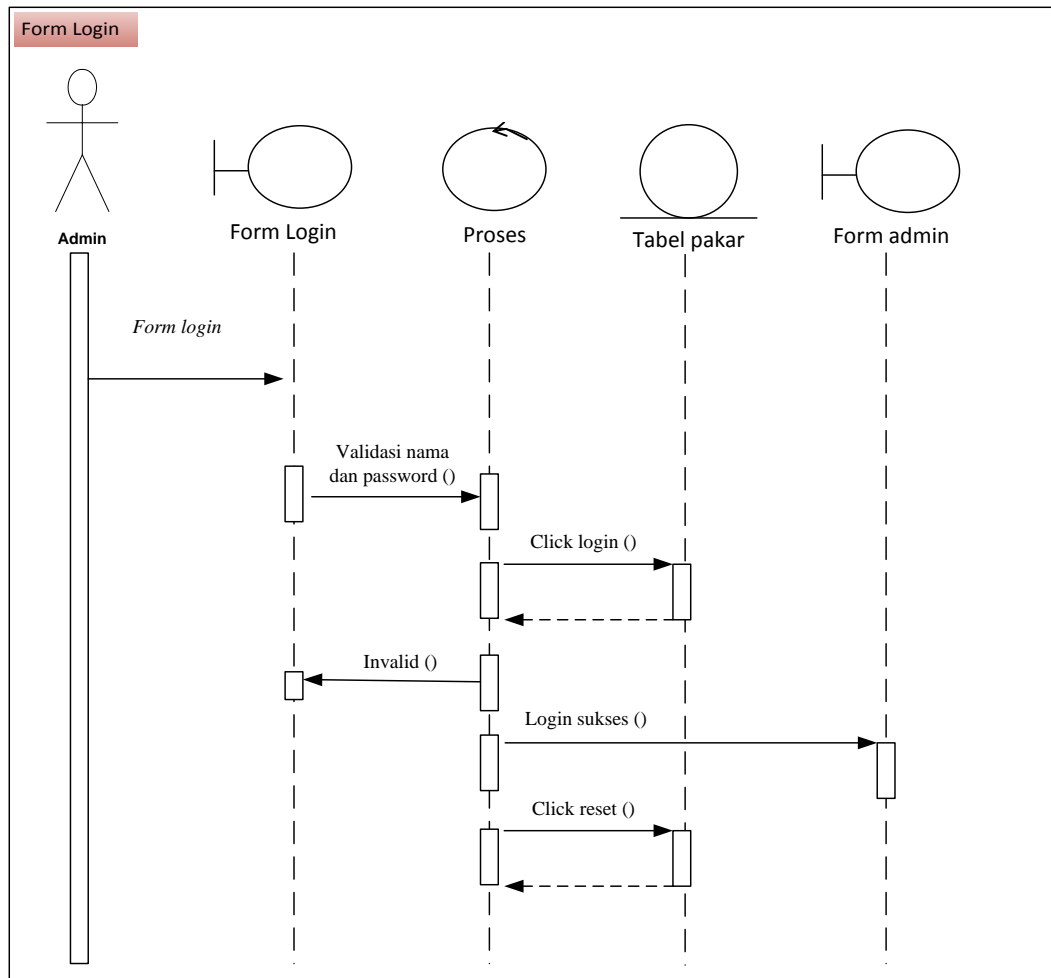 Form Login
Admin
Form Login
Proses
Tabel pakar
Form admin
Form login
Validasi nama
dan password ()
Click login ()
Invalid ()
Login sukses ()
Click reset ()